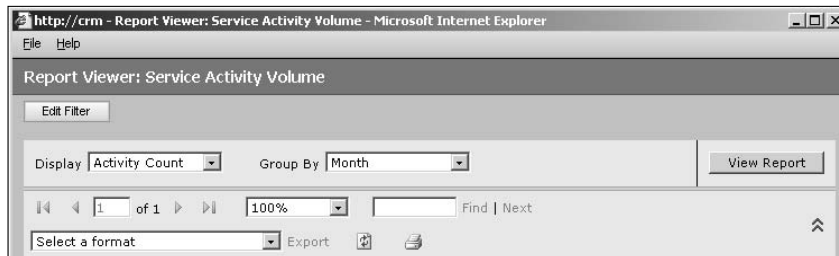 http://crm - Report Viewer: Service Activity Volume - Microsoft Internet Explorer
File Help
Report Viewer: Service Activity Volume
Edit Filter
Display Activity Count Group By Month View Report
1 of 1 100% Find | Next
Select a format Export